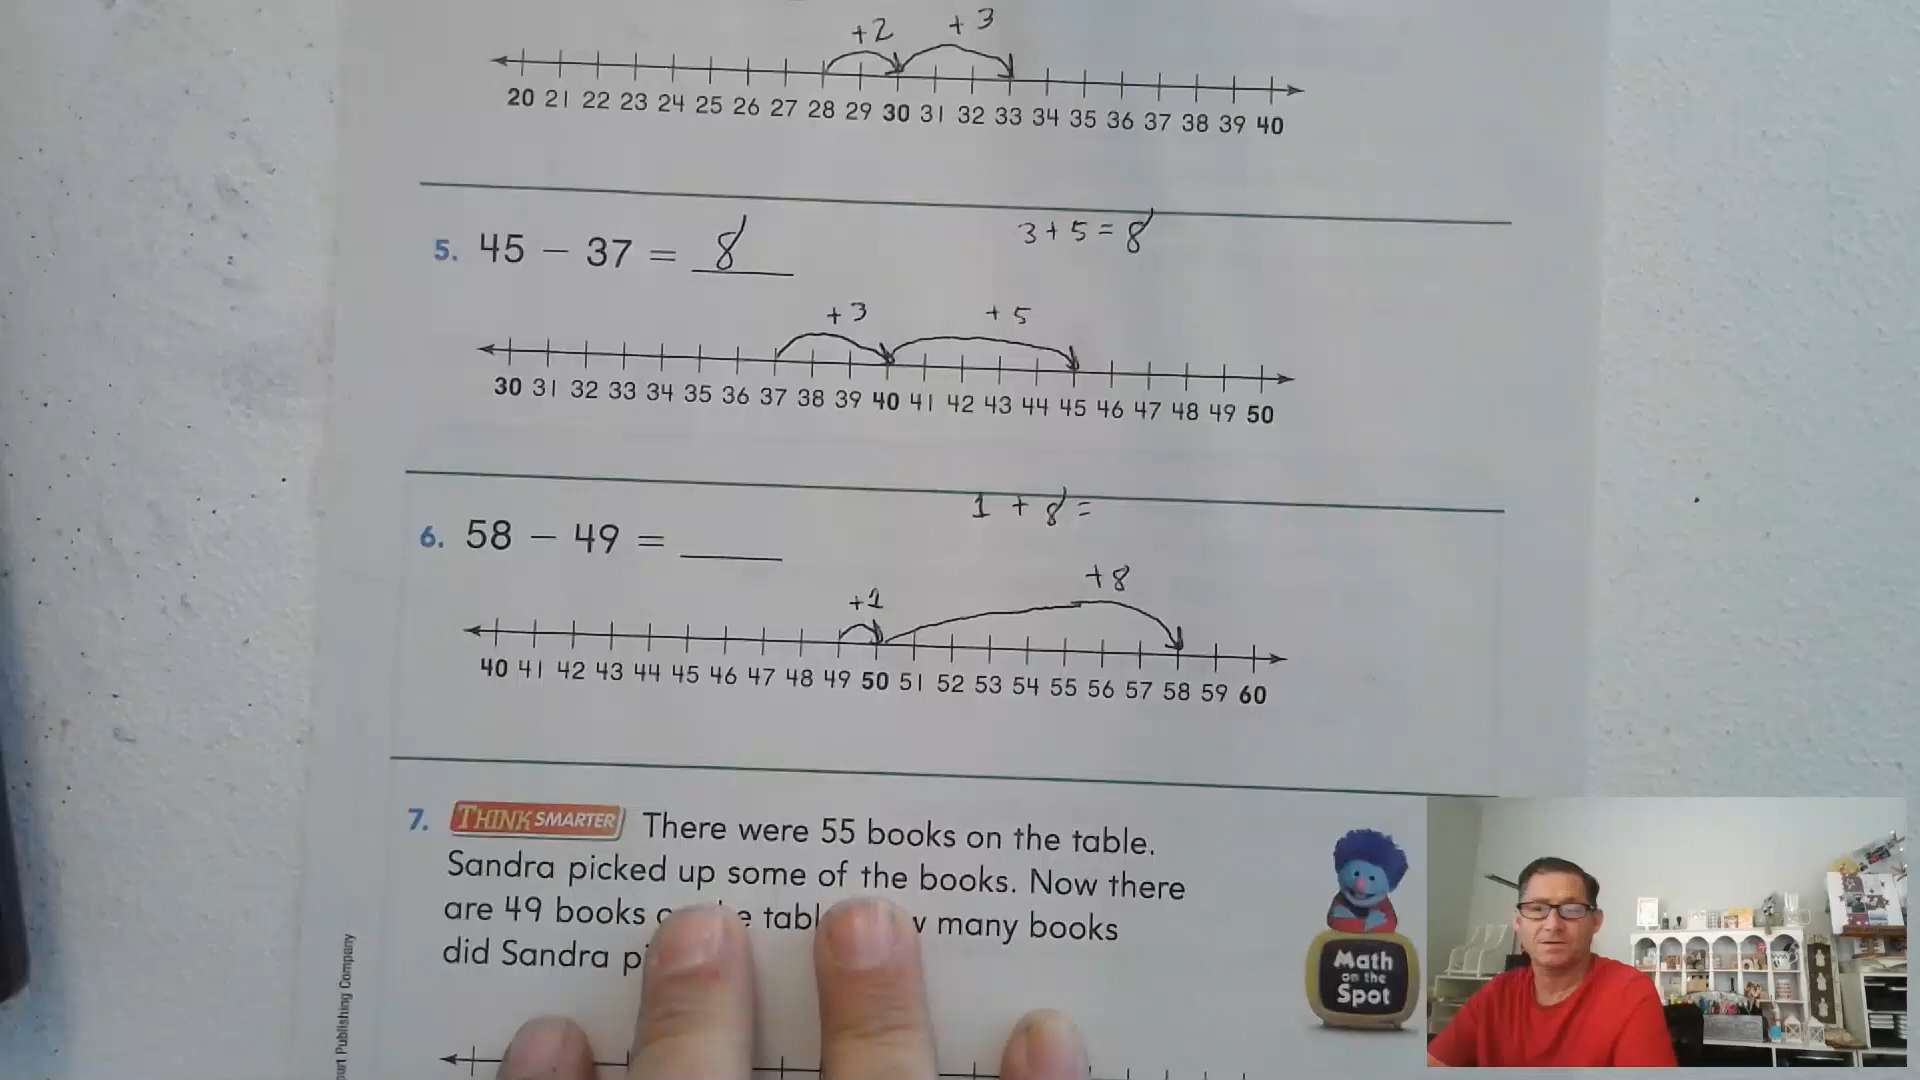 +2 +3
20 21 22 23 24 25 26 27 28 29 30 31 32 33 34 35 36 37 38 39 40
5. 45 − 37 = 8
3 + 5 = 8
+3 +5
30 31 32 33 34 35 36 37 38 39 40 41 42 43 44 45 46 47 48 49 50
6. 58 − 49 = ____
1 + 8 =
+1 +8
40 41 42 43 44 45 46 47 48 49 50 51 52 53 54 55 56 57 58 59 60
7. THINK SMARTER There were 55 books on the table.
Sandra picked up some of the books. Now there
are 49 books many books
did Sandra
Math
on the
Spot
Publishing Company